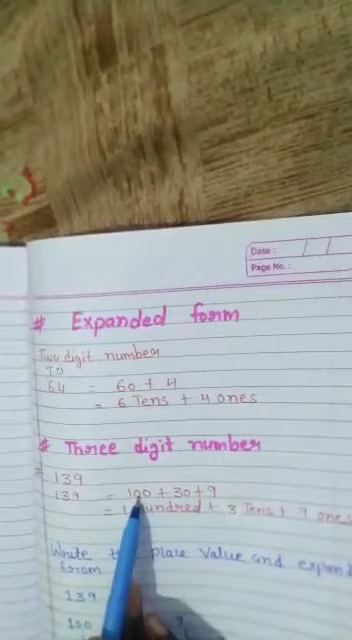 Date :
Page No. :
# Expanded form
Two digit number
TO
64 = 60 + 4
= 6 Tens + 4 ones
# Three digit number
139
139 = 100 + 30 + 9
= 1 hundred + 3 Tens + 9 ones
Write place value and expand
form
139
100